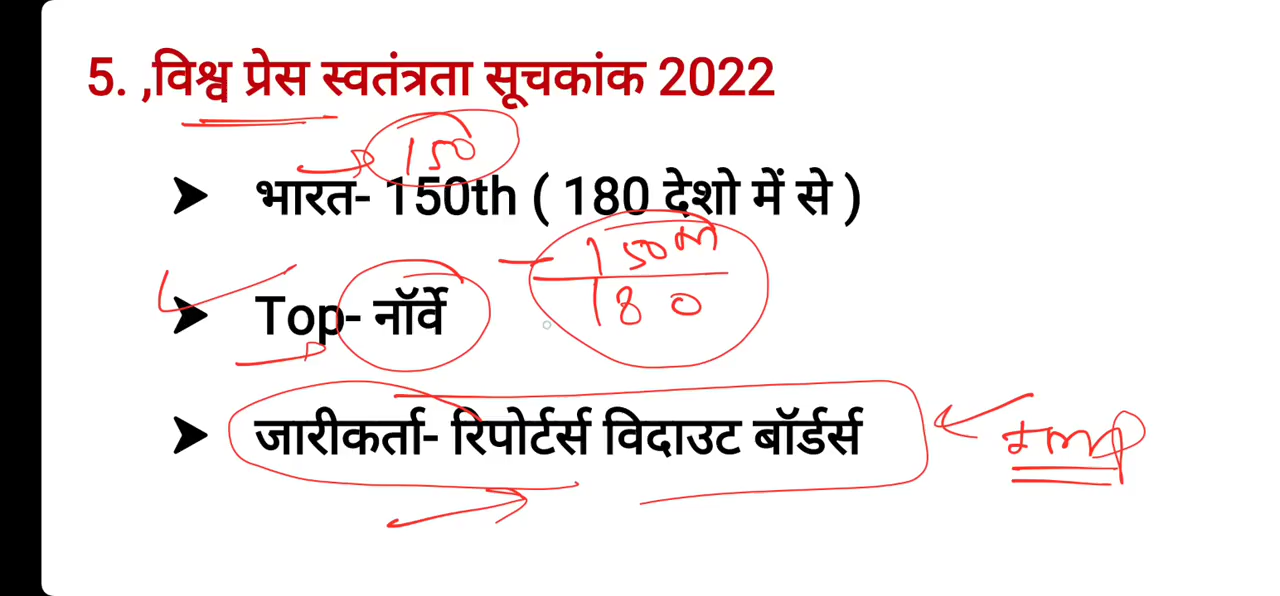 5. ,विश्व प्रेस स्वतंत्रता सूचकांक 2022
150
➤ भारत- 150th ( 180 देशो में से )
150th
180
➤ Top- नॉर्वे
➤ जारीकर्ता- रिपोर्टर्स विदाउट बॉर्डर्स
Imp